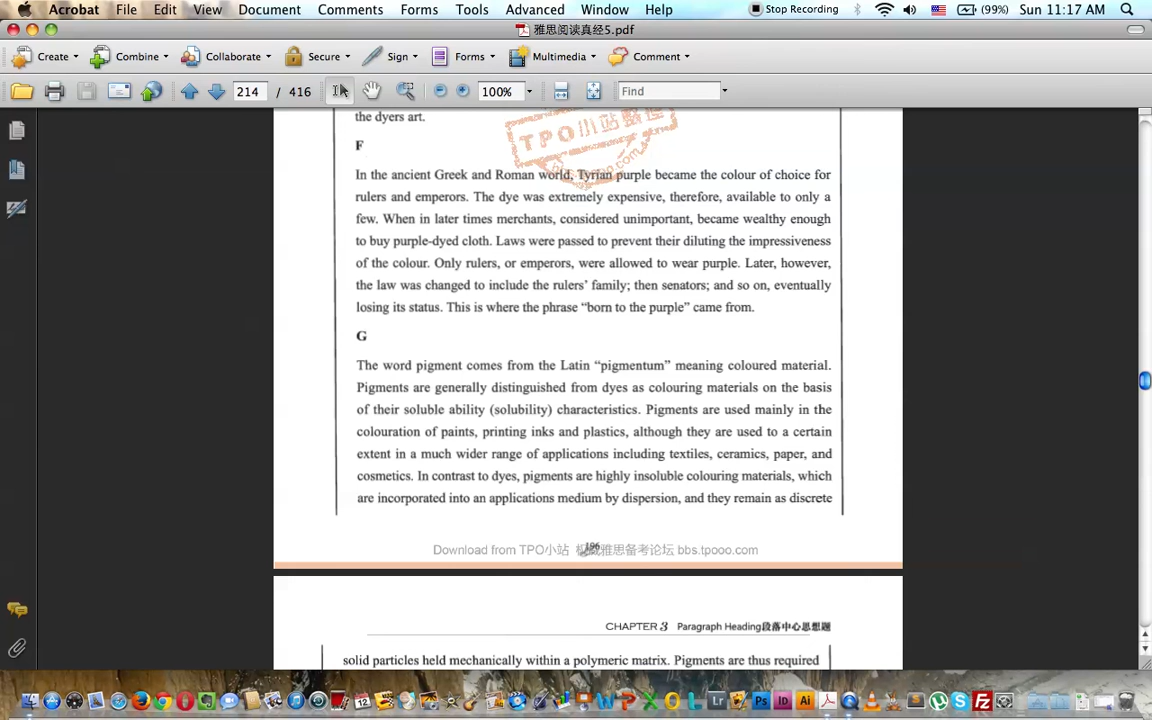 Acrobat File Edit View Document Comments Forms Tools Advanced Window Help Stop Recording (99%) Sun 11:17 AM
雅思阅读真经5.pdf
Create Combine Collaborate Secure Sign Forms Multimedia Comment
214 / 416 100% Find
the dyers art.
TPO小站
F
In the ancient Greek and Roman world, Tyrian purple became the colour of choice for
rulers and emperors. The dye was extremely expensive, therefore, available to only a
few. When in later times merchants, considered unimportant, became wealthy enough
to buy purple-dyed cloth. Laws were passed to prevent their diluting the impressiveness
of the colour. Only rulers, or emperors, were allowed to wear purple. Later, however,
the law was changed to include the rulers' family; then senators; and so on, eventually
losing its status. This is where the phrase “born to the purple” came from.
G
The word pigment comes from the Latin “pigmentum” meaning coloured material.
Pigments are generally distinguished from dyes as colouring materials on the basis
of their soluble ability (solubility) characteristics. Pigments are used mainly in the
colouration of paints, printing inks and plastics, although they are used to a certain
extent in a much wider range of applications including textiles, ceramics, paper, and
cosmetics. In contrast to dyes, pigments are highly insoluble colouring materials, which
are incorporated into an applications medium by dispersion, and they remain as discrete
196
Download from TPO小站 雅思备考论坛 bbs.tpooo.com
CHAPTER 3 Paragraph Heading段落中心思想题
solid particles held mechanically within a polymeric matrix. Pigments are thus required